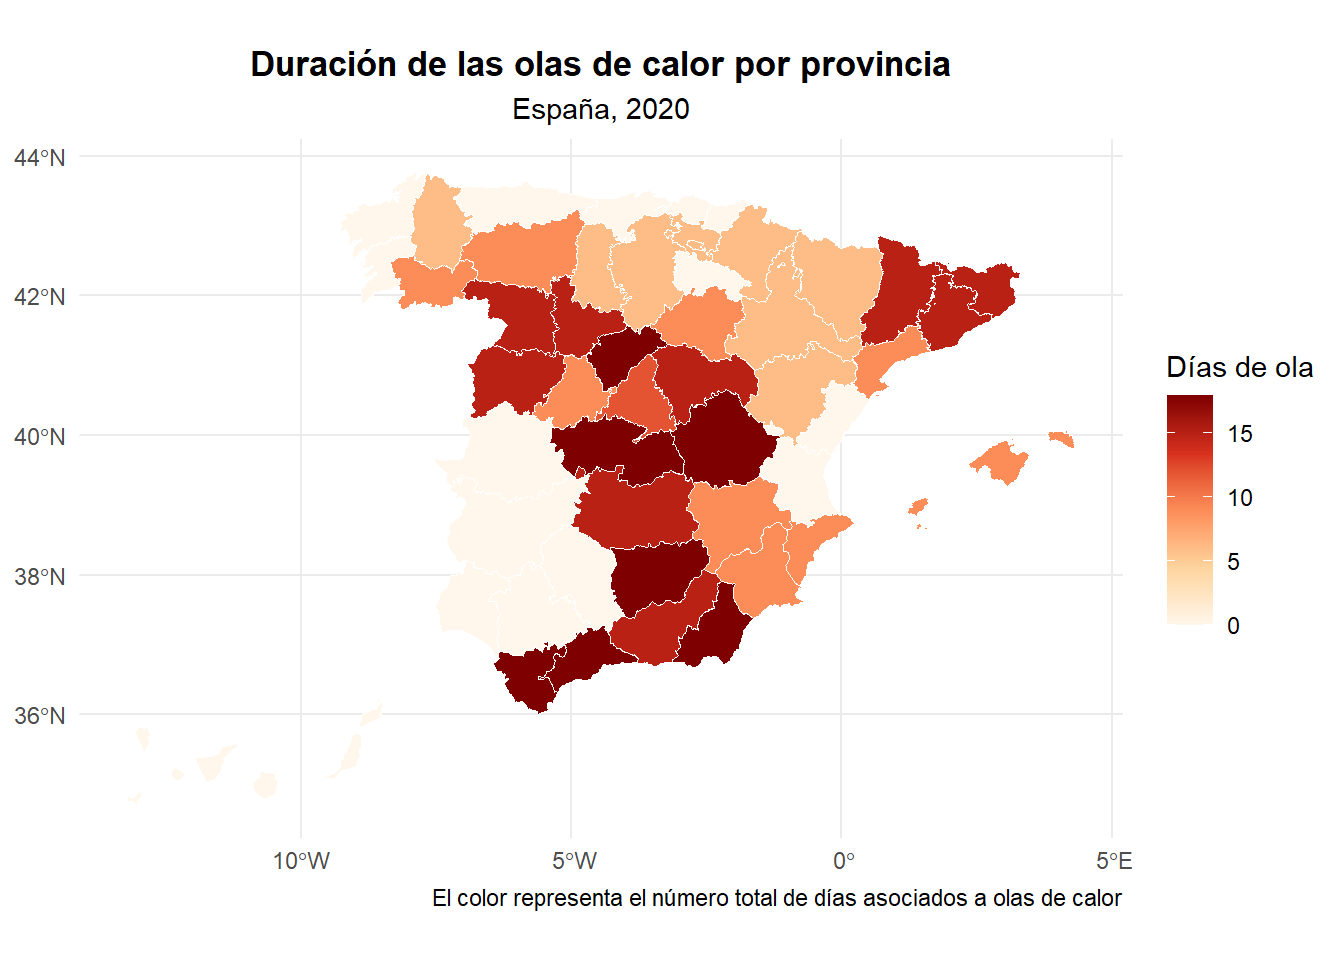 Duración de las olas de calor por provincia
España, 2020
44°N
42°N
40°N
38°N
36°N
10°W
5°W
0°
5°E
Días de ola
15
10
5
0
El color representa el número total de días asociados a olas de calor